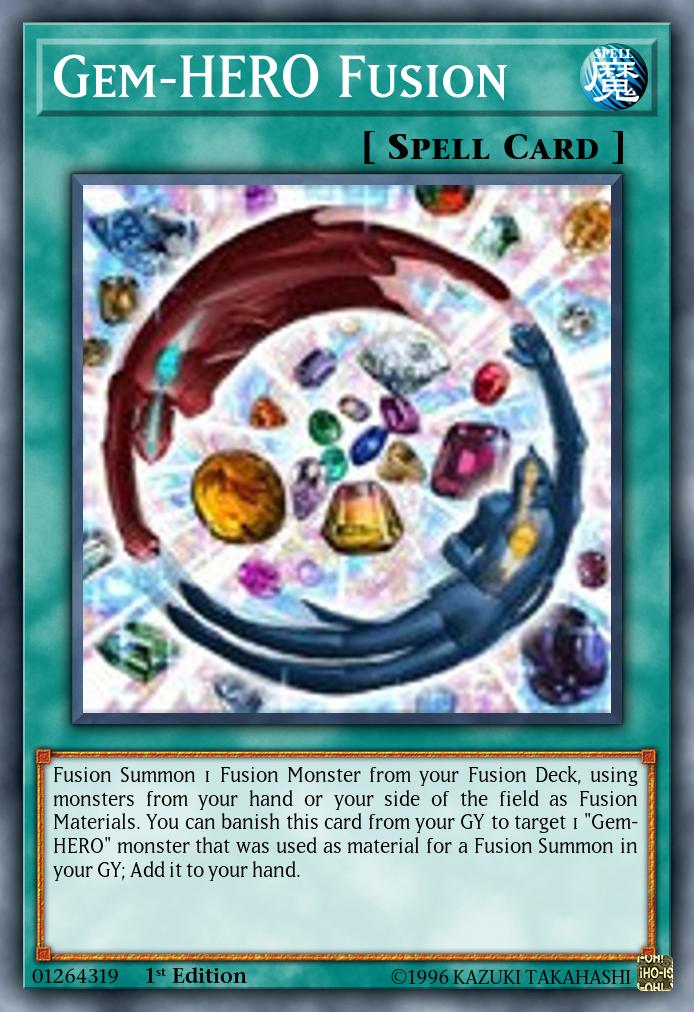 Gem-HERO Fusion
SPELL
魔
[ Spell Card ]
Fusion Summon 1 Fusion Monster from your Fusion Deck, using
monsters from your hand or your side of the field as Fusion
Materials. You can banish this card from your GY to target 1 "Gem-
HERO" monster that was used as material for a Fusion Summon in
your GY; Add it to your hand.
01264319 1st Edition ©1996 KAZUKI TAKAHASHI